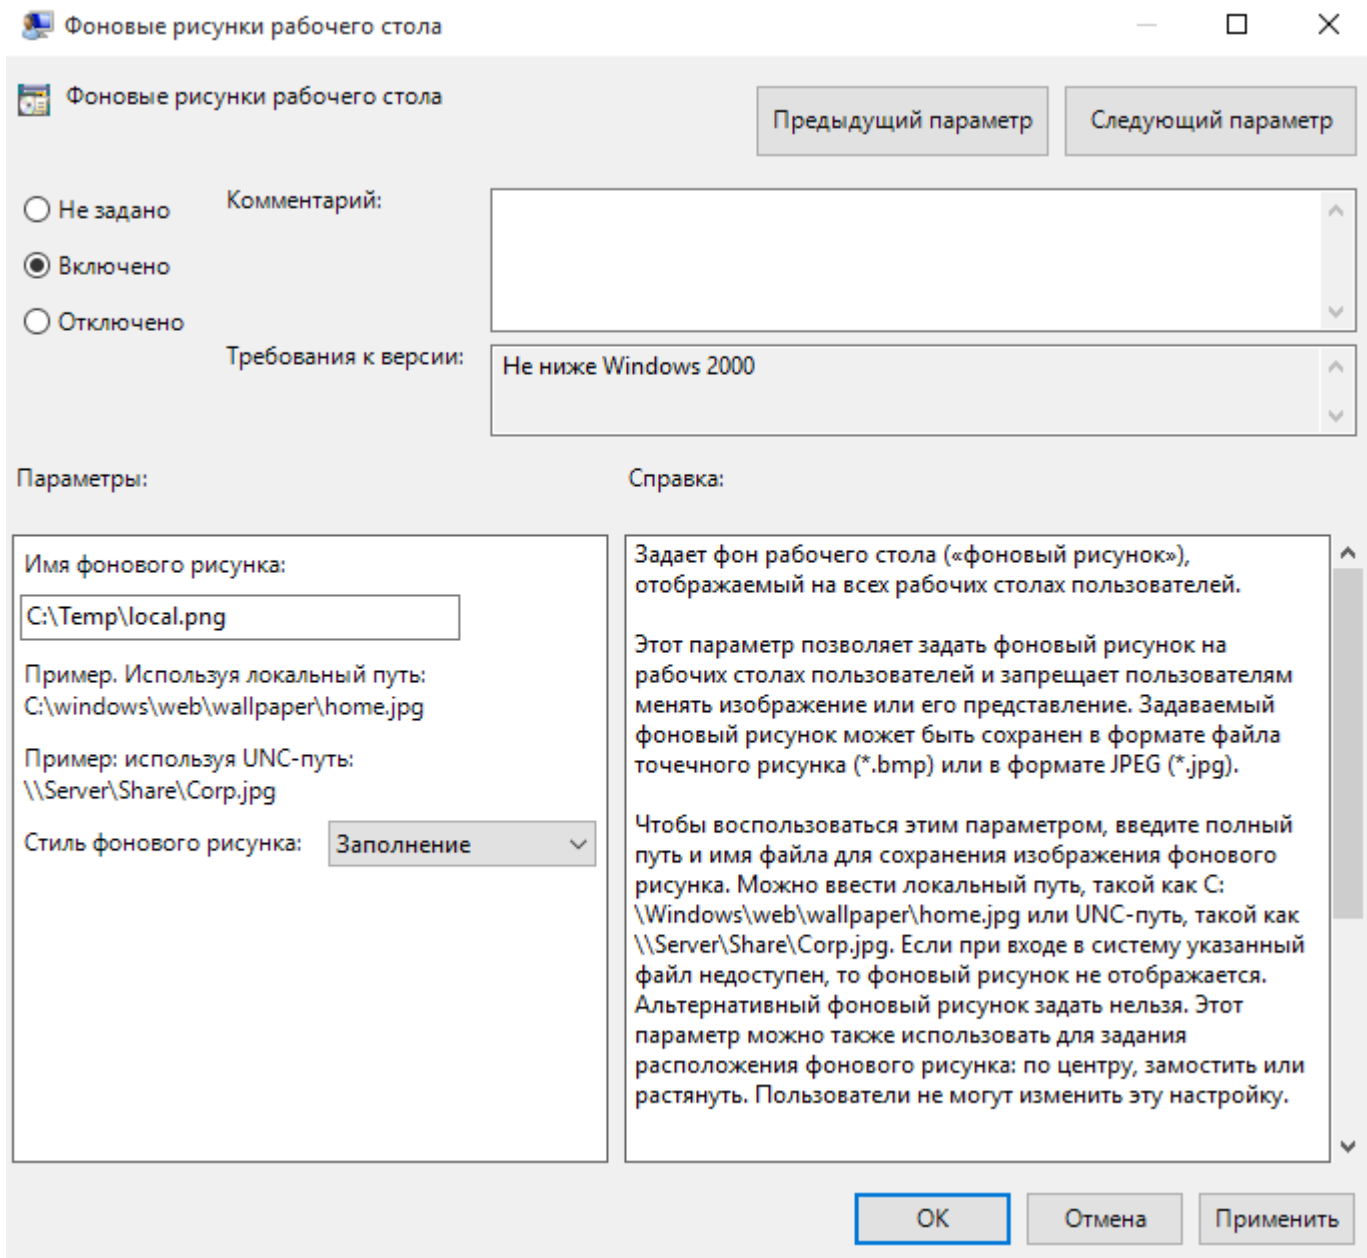 Фоновые рисунки рабочего стола
Фоновые рисунки рабочего стола
Предыдущий параметр
Следующий параметр
Не задано
Комментарий:
Включено
Отключено
Требования к версии:
Не ниже Windows 2000
Параметры:
Справка:
Имя фонового рисунка:
C:\Temp\local.png
Пример. Используя локальный путь:
C:\windows\web\wallpaper\home.jpg
Пример: используя UNC-путь:
\\Server\Share\Corp.jpg
Стиль фонового рисунка:
Заполнение
Задает фон рабочего стола («фоновый рисунок»),
отображаемый на всех рабочих столах пользователей.
Этот параметр позволяет задать фоновый рисунок на
рабочих столах пользователей и запрещает пользователям
менять изображение или его представление. Задаваемый
фоновый рисунок может быть сохранен в формате файла
точечного рисунка (*.bmp) или в формате JPEG (*.jpg).
Чтобы воспользоваться этим параметром, введите полный
путь и имя файла для сохранения изображения фонового
рисунка. Можно ввести локальный путь, такой как C:
\Windows\web\wallpaper\home.jpg или UNC-путь, такой как
\\Server\Share\Corp.jpg. Если при входе в систему указанный
файл недоступен, то фоновый рисунок не отображается.
Альтернативный фоновый рисунок задать нельзя. Этот
параметр можно также использовать для задания
расположения фонового рисунка: по центру, замостить или
растянуть. Пользователи не могут изменить эту настройку.
ОК
Отмена
Применить